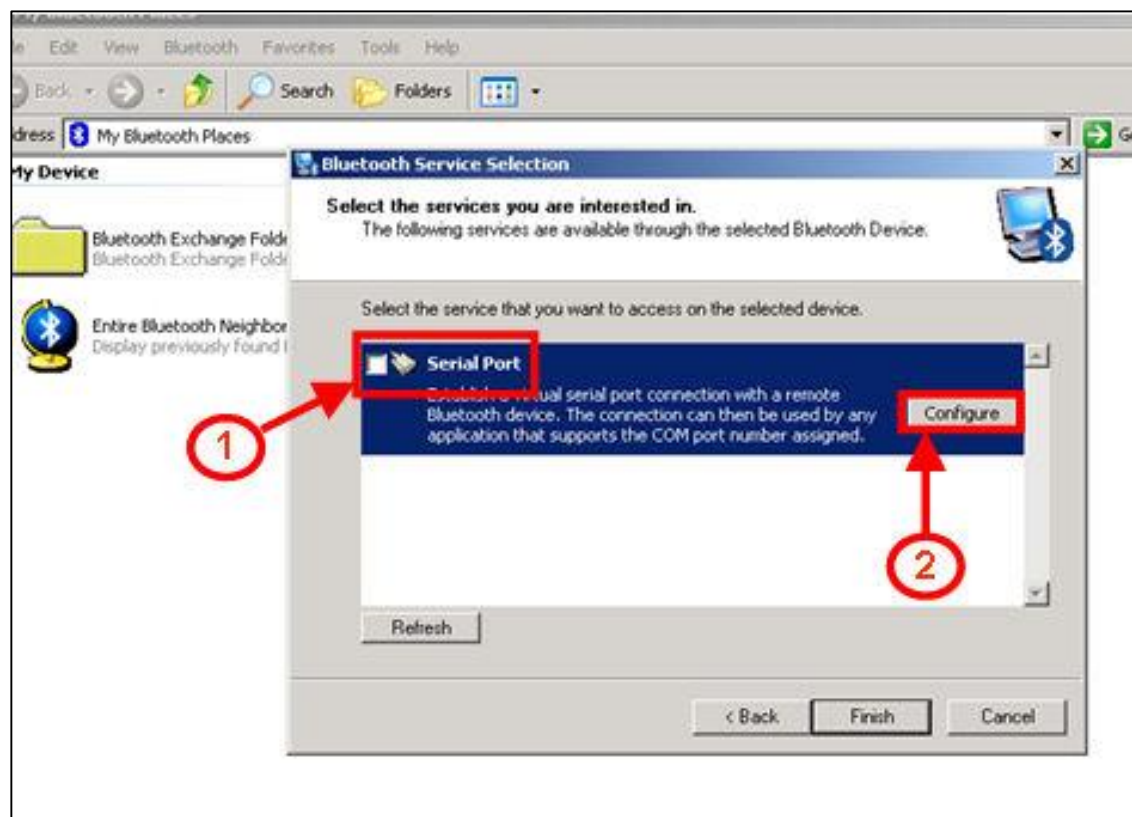 Edit View Bluetooth Favorites Tools Help
Back Search Folders
My Bluetooth Places
My Device
Bluetooth Exchange
Bluetooth Exchange
Entire Bluetooth
Display previously found
Bluetooth Service Selection
Select the services you are interested in.
The following services are available through the selected Bluetooth Device.
Select the service that you want to access on the selected device.
Serial Port
Establish a virtual serial port connection with a remote
Bluetooth device. The connection can then be used by any
application that supports the COM port number assigned.
Configure
1
2
Refresh
< Back Finish Cancel